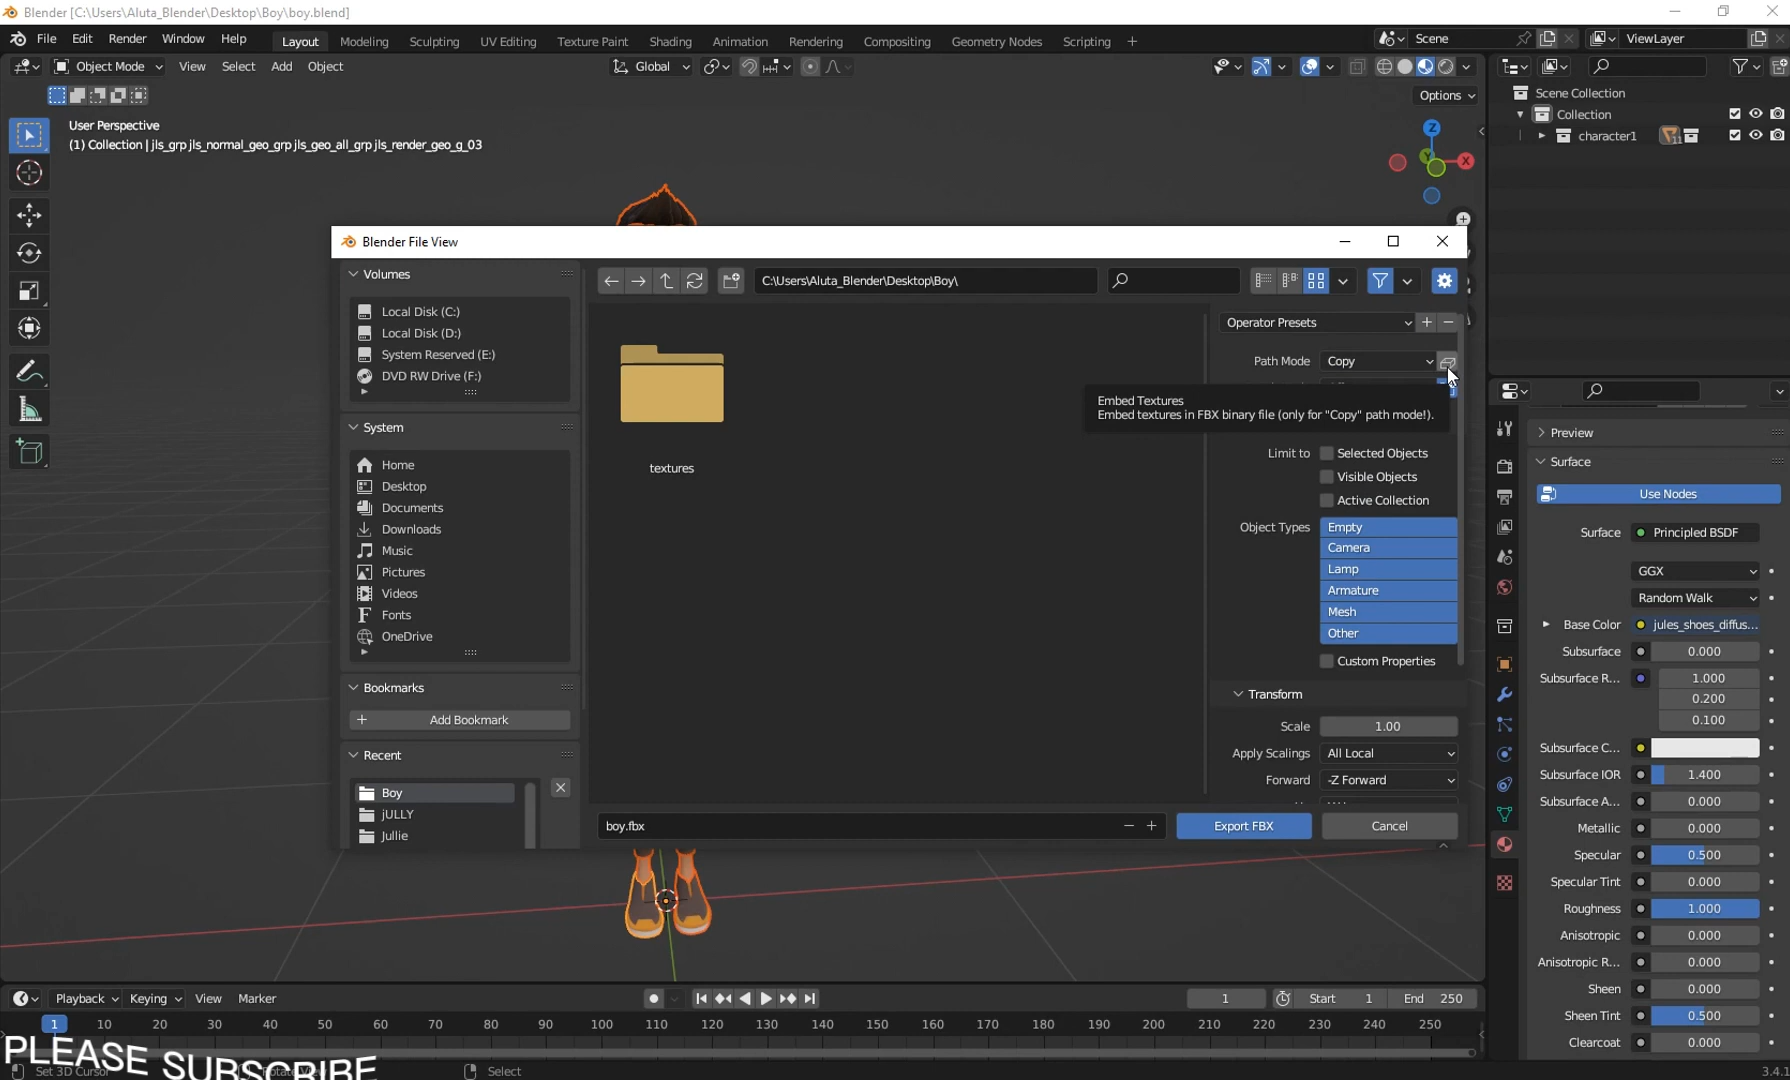 Blender [C:\Users\Aluta_Blender\Desktop\Boy\boy.blend]
File Edit Render Window Help Layout Modeling Sculpting UV Editing Texture Paint Shading Animation Rendering Compositing Geometry Nodes Scripting + Scene ViewLayer
Object Mode View Select Add Object Global
Options
User Perspective
(1) Collection | jls_grp jls_normal_geo_grp jls_geo_all_grp jls_render_geo_g_03
Z
Y
X
Scene Collection
Collection
character1
Blender File View
Volumes
Local Disk (C:)
Local Disk (D:)
System Reserved (E:)
DVD RW Drive (F:)
System
Home
Desktop
Documents
Downloads
Music
Pictures
Videos
Fonts
OneDrive
Bookmarks
+ Add Bookmark
Recent
Boy
jULLY
Jullie
C:\Users\Aluta_Blender\Desktop\Boy\
textures
Operator Presets
Path Mode Copy
Embed Textures
Embed textures in FBX binary file (only for "Copy" path mode!).
Limit to Selected Objects
Visible Objects
Active Collection
Object Types Empty
Camera
Lamp
Armature
Mesh
Other
Custom Properties
Transform
Scale 1.00
Apply Scalings All Local
Forward -Z Forward
boy.fbx
Export FBX
Cancel
Preview
Surface
Use Nodes
Surface Principled BSDF
GGX
Random Walk
Base Color jules_shoes_diffus...
Subsurface 0.000
Subsurface R... 1.000
0.200
0.100
Subsurface C...
Subsurface IOR 1.400
Subsurface A... 0.000
Metallic 0.000
Specular 0.500
Specular Tint 0.000
Roughness 1.000
Anisotropic 0.000
Anisotropic R... 0.000
Sheen 0.000
Sheen Tint 0.500
Clearcoat 0.000
Playback Keying View Marker 1 Start 1 End 250
1 10 20 30 40 50 60 70 80 90 100 110 120 130 140 150 160 170 180 190 200 210 220 230 240 250
PLEASE SUBSCRIBE
Set 3D Cursor
Select
3.4.1